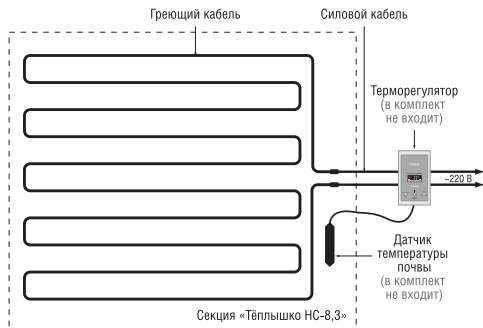 Греющий кабель
Силовой кабель
Терморегулятор
(в комплект
не входит)
~220 В
Датчик
температуры
почвы
(в комплект
не входит)
Секция «Тёплышко НС-8,3»